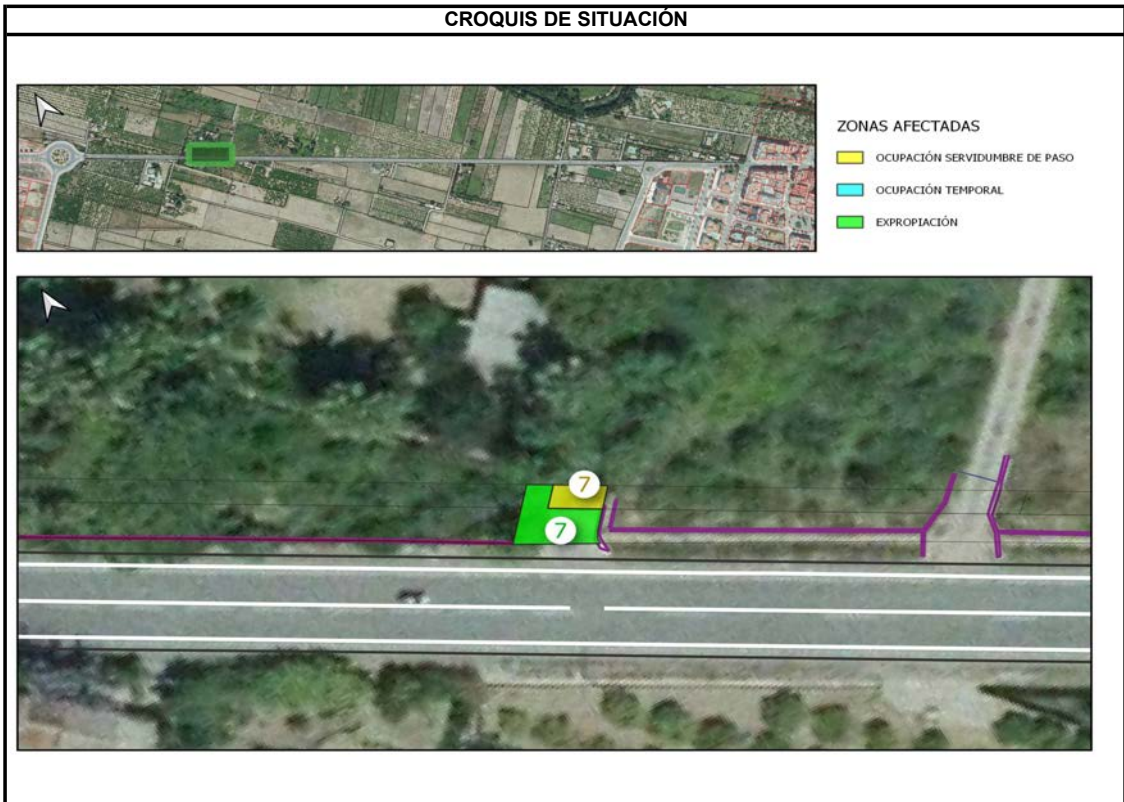 CROQUIS DE SITUACIÓN
ZONAS AFECTADAS
OCUPACIÓN SERVIDUMBRE DE PASO
OCUPACIÓN TEMPORAL
EXPROPIACIÓN
7
7